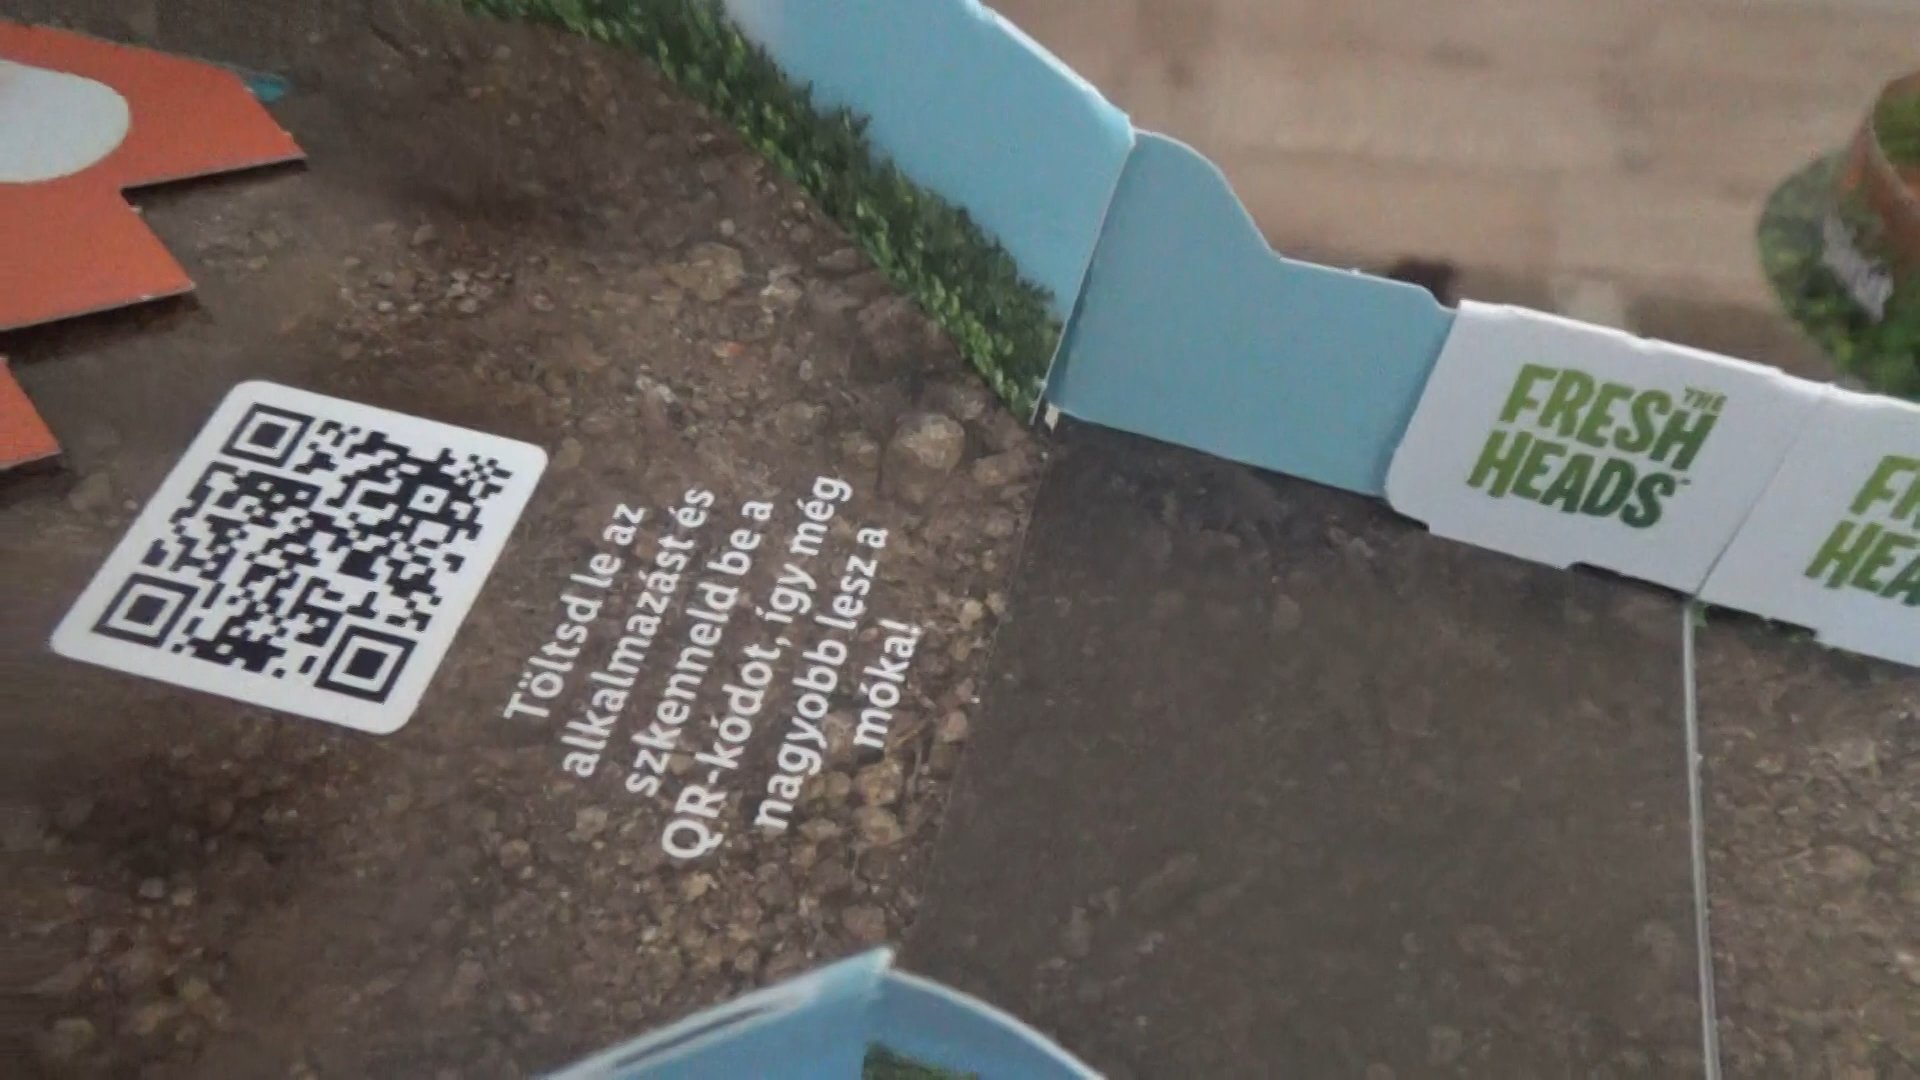 Töltsd le az
alkalmazást és
szkenneld be a
QR-kódot, így még
nagyobb lesz a
móka!
THE
FRESH
HEADS